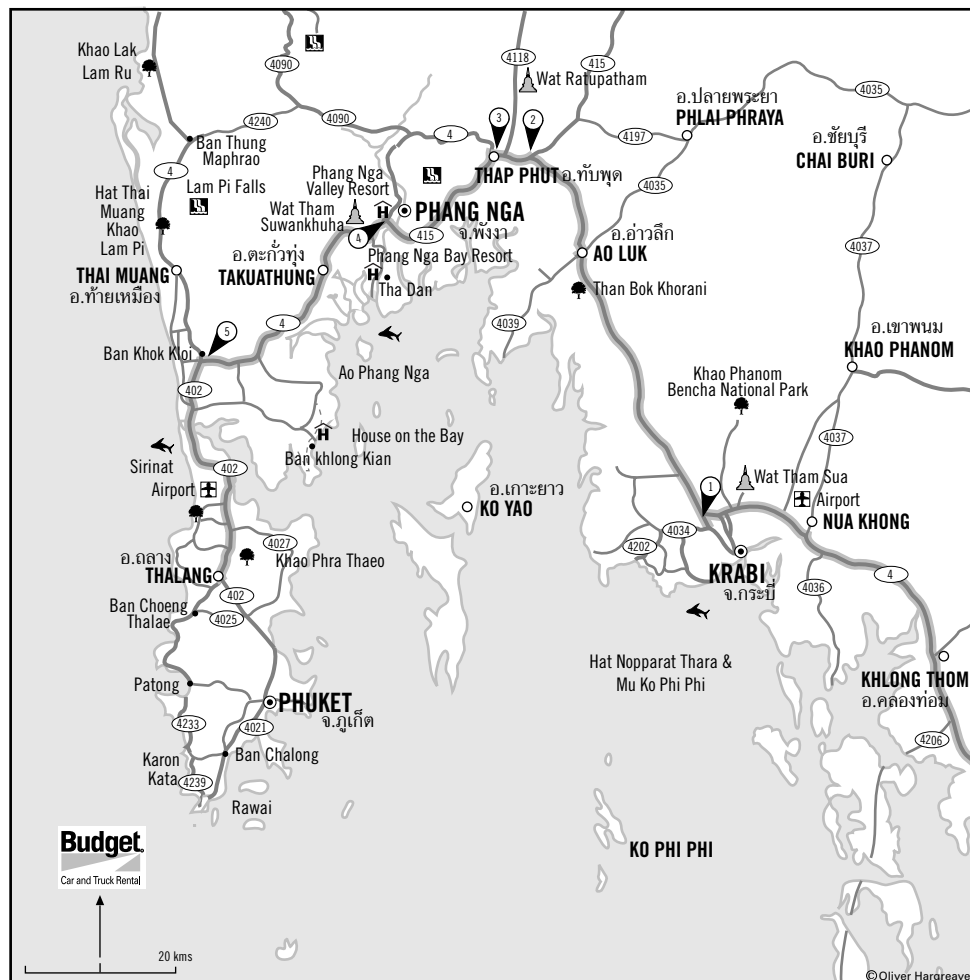 Khao Lak
Lam Ru
4090
4118
415
Wat Ratupatham
4035
อ.ปลายพระยา
PHLAI PHRAYA
4240
4090
4
3
2
4197
อ.ชัยบุรี
CHAI BURI
Ban Thung
Maphrao
4
Lam Pi Falls
Hat Thai
Muang
Khao
Lam Pi
Phang Nga
Valley Resort
Wat Tham
Suwankhuha
THAP PHUT อ.ทับพุด
4035
PHANG NGA
จ.พังงา
4
415
Phang Nga Bay Resort
Tha Dan
อ.อ่าวลึก
AO LUK
4037
อ.ตะกั่วทุ่ง
TAKUATHUNG
THAI MUANG
อ.ท้ายเหมือง
Than Bok Khorani
4
5
4039
อ.เขาพนม
KHAO PHANOM
Ban Khok Kloi
Ao Phang Nga
402
Khao Phanom
Bencha National Park
House on the Bay
Ban khlong Kian
4037
Sirinat
402
Airport
อ.เกาะยาว
KO YAO
1
Wat Tham Sua
Airport
NUA KHONG
4027
Khao Phra Thaeo
อ.ถลาง
THALANG
4034
4202
KRABI
จ.กระบี่
4
402
4036
Ban Choeng
Thalae
4025
Hat Nopparat Thara &
Mu Ko Phi Phi
KHLONG THOM
อ.คลองท่อม
Patong
PHUKET
จ.ภูเก็ต
4233
4021
4206
Ban Chalong
Karon
Kata
4239
Rawai
KO PHI PHI
Budget.
Car and Truck Rental
20 kms
©Oliver Hargreave